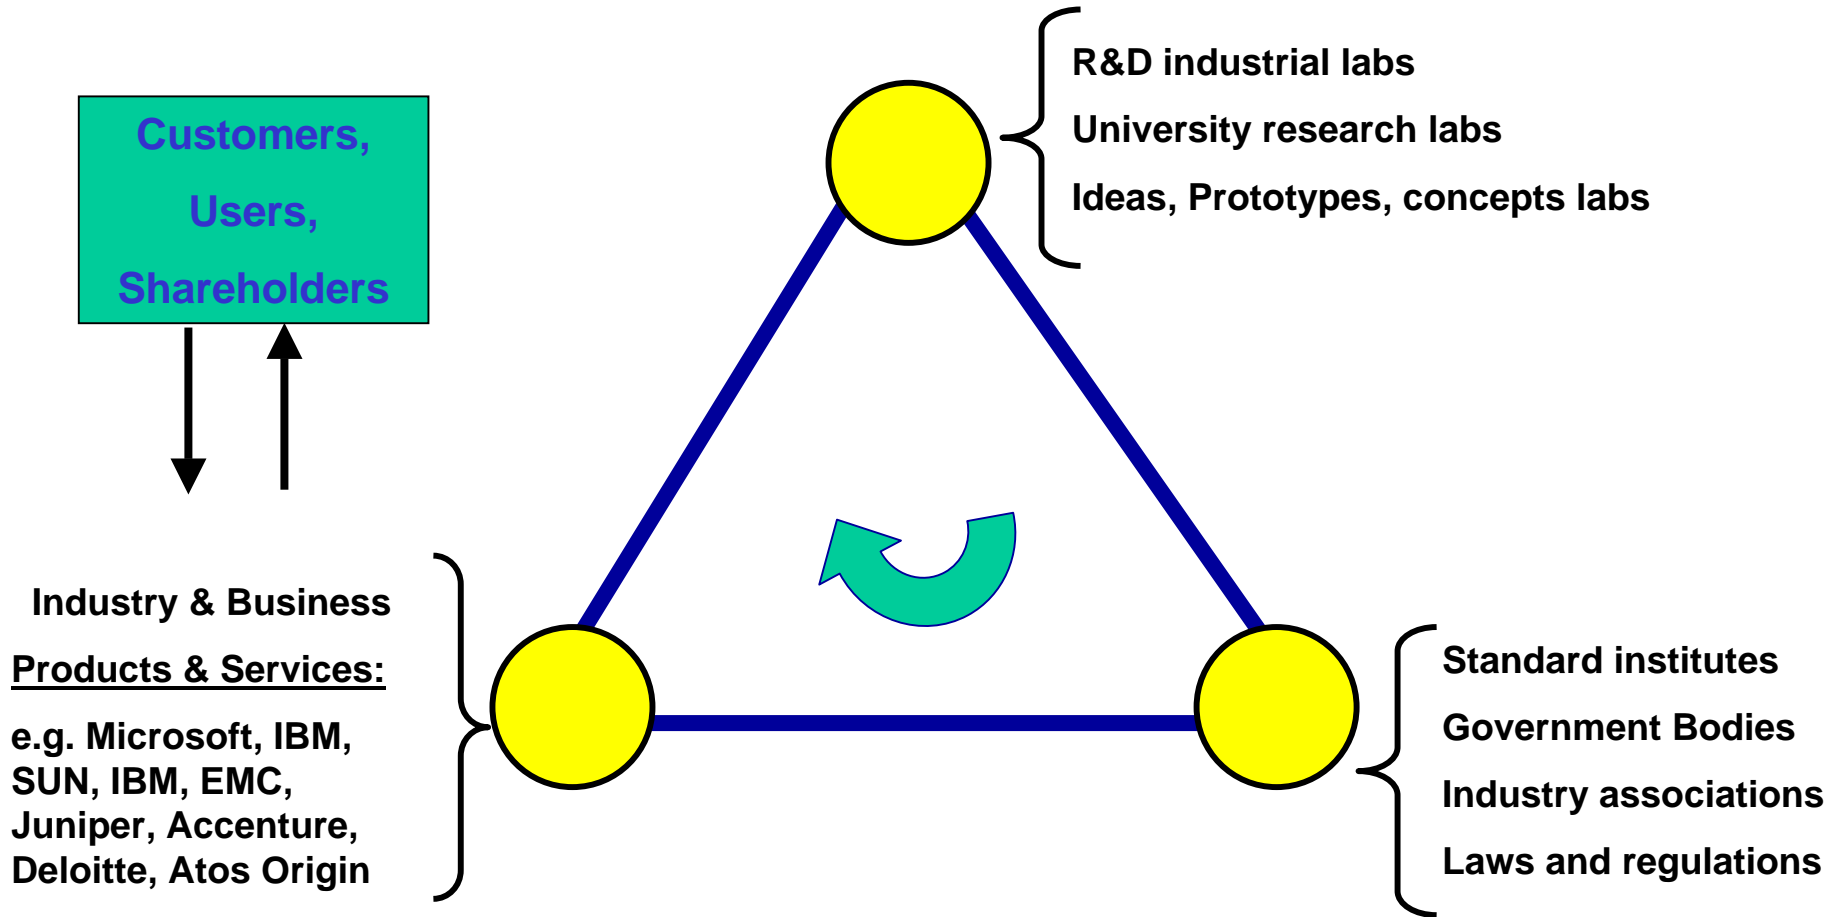 R&D industrial labs
University research labs
Ideas, Prototypes, concepts labs
Customers,
Users,
Shareholders
Industry & Business
Products & Services:
e.g. Microsoft, IBM,
SUN, IBM, EMC,
Juniper, Accenture,
Deloitte, Atos Origin
Standard institutes
Government Bodies
Industry associations
Laws and regulations